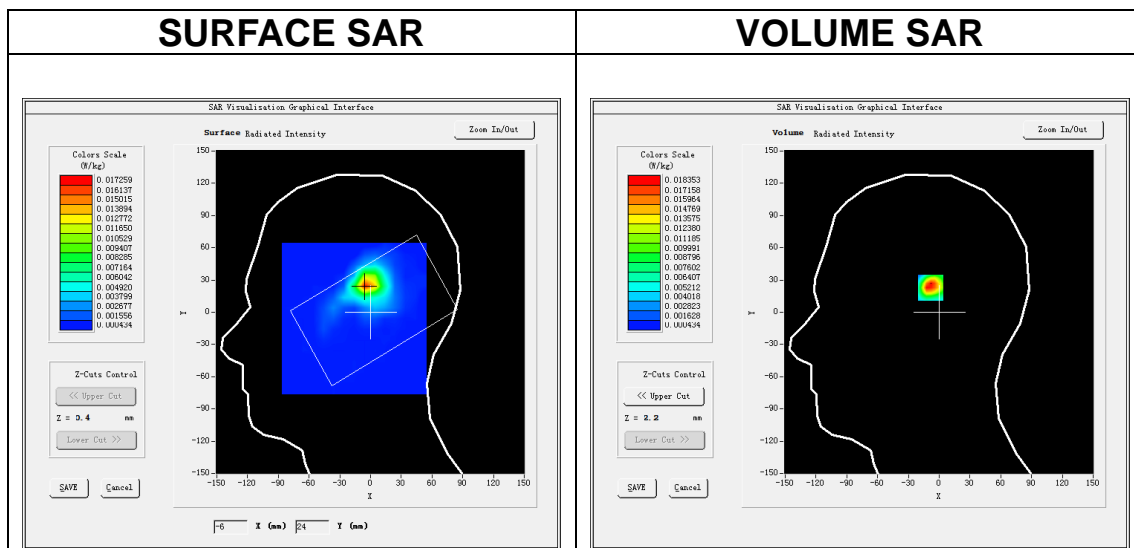 SURFACE SAR
VOLUME SAR
SAR Visualisation Graphical Interface
Surface Radiated Intensity
Zoom In/Out
Colors Scale
(W/kg)
0.017259
0.016137
0.015015
0.013894
0.012772
0.011650
0.010529
0.009407
0.008285
0.007164
0.006042
0.004920
0.003799
0.002677
0.001556
0.000434
150
120
90
60
30
0
-30
-60
-90
-120
-150
Y
-150 -120 -90 -60 -30 0 30 60 90 120 150
X
Z-Cuts Control
<< Upper Cut
Z = 0.4 mm
Lower Cut >>
SAVE Cancel
-6 X (mm) 24 Y (mm)
SAR Visualisation Graphical Interface
Volume Radiated Intensity
Zoom In/Out
Colors Scale
(W/kg)
0.018353
0.017158
0.015964
0.014769
0.013575
0.012380
0.011185
0.009991
0.008796
0.007602
0.006407
0.005212
0.004018
0.002823
0.001628
0.000434
150
120
90
60
30
0
-30
-60
-90
-120
-150
Y
-150 -120 -90 -60 -30 0 30 60 90 120 150
X
Z-Cuts Control
<< Upper Cut
Z = 2.2 mm
Lower Cut >>
SAVE Cancel